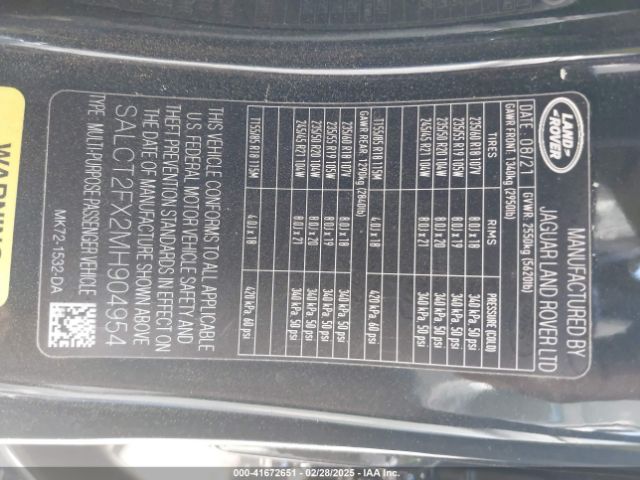 LAND
ROVER
MANUFACTURED BY
JAGUAR LAND ROVER LTD
DATE: 08/21 GVWR: 2550kg (5620lb)
GAWR FRONT 1340kg (2950lb)
TIRES RIMS PRESSURE (COLD)
235/60 R18 107V 8.0J x 18 340 kPa 50 psi
235/55 R19 105W 8.0J x 19 340 kPa 50 psi
235/50 R20 104W 8.0J x 20 340 kPa 50 psi
245/45 R21 104W 8.0J x 21 340 kPa 50 psi
T155/85 R18 115M 4.0J x 18 420 kPa 60 psi
GAWR REAR 1290kg (2840lb)
235/60 R18 107V 8.0J x 18 340 kPa 50 psi
235/55 R19 105W 8.0J x 19 340 kPa 50 psi
235/50 R20 104W 8.0J x 20 340 kPa 50 psi
245/45 R21 104W 8.0J x 21 340 kPa 50 psi
T155/85 R18 115M 4.0J x 18 420 kPa 60 psi
THIS VEHICLE CONFORMS TO ALL APPLICABLE
U.S. FEDERAL MOTOR VEHICLE SAFETY AND
THEFT PREVENTION STANDARDS IN EFFECT ON
THE DATE OF MANUFACTURE SHOWN ABOVE
SALCT2FX2MH904954
TYPE: MULTI-PURPOSE PASSENGER VEHICLE
MK72-1532-DA
WARNING
000-41672651 - 02/28/2025 - IAA Inc.